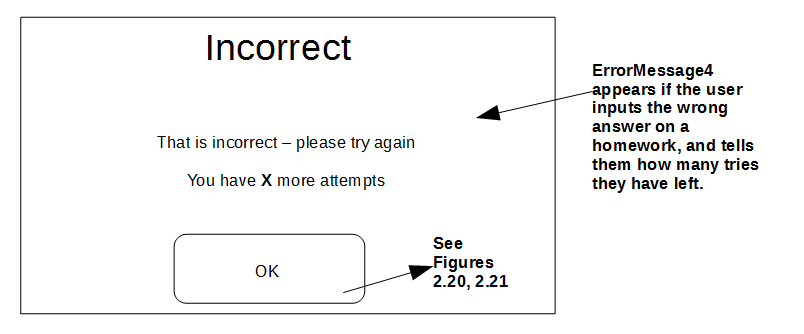 Incorrect
ErrorMessage4
appears if the user
inputs the wrong
answer on a
homework, and tells
them how many tries
they have left.
That is incorrect – please try again
You have X more attempts
OK
See
Figures
2.20, 2.21